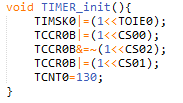 void TIMER_init(){
TIMSK0|=(1<<TOIE0);
TCCR0B|=(1<<CS00);
TCCR0B&=~(1<<CS02);
TCCR0B|=(1<<CS01);
TCNT0=130;
}